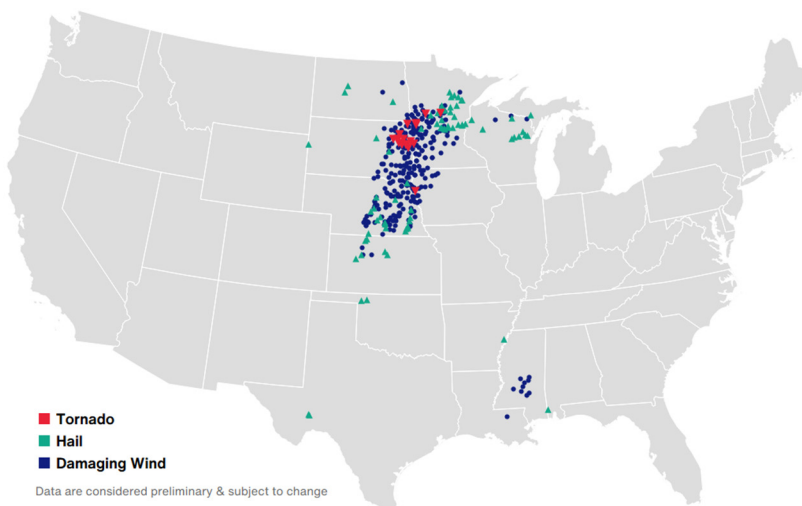 Tornado
Hail
Damaging Wind
Data are considered preliminary & subject to change